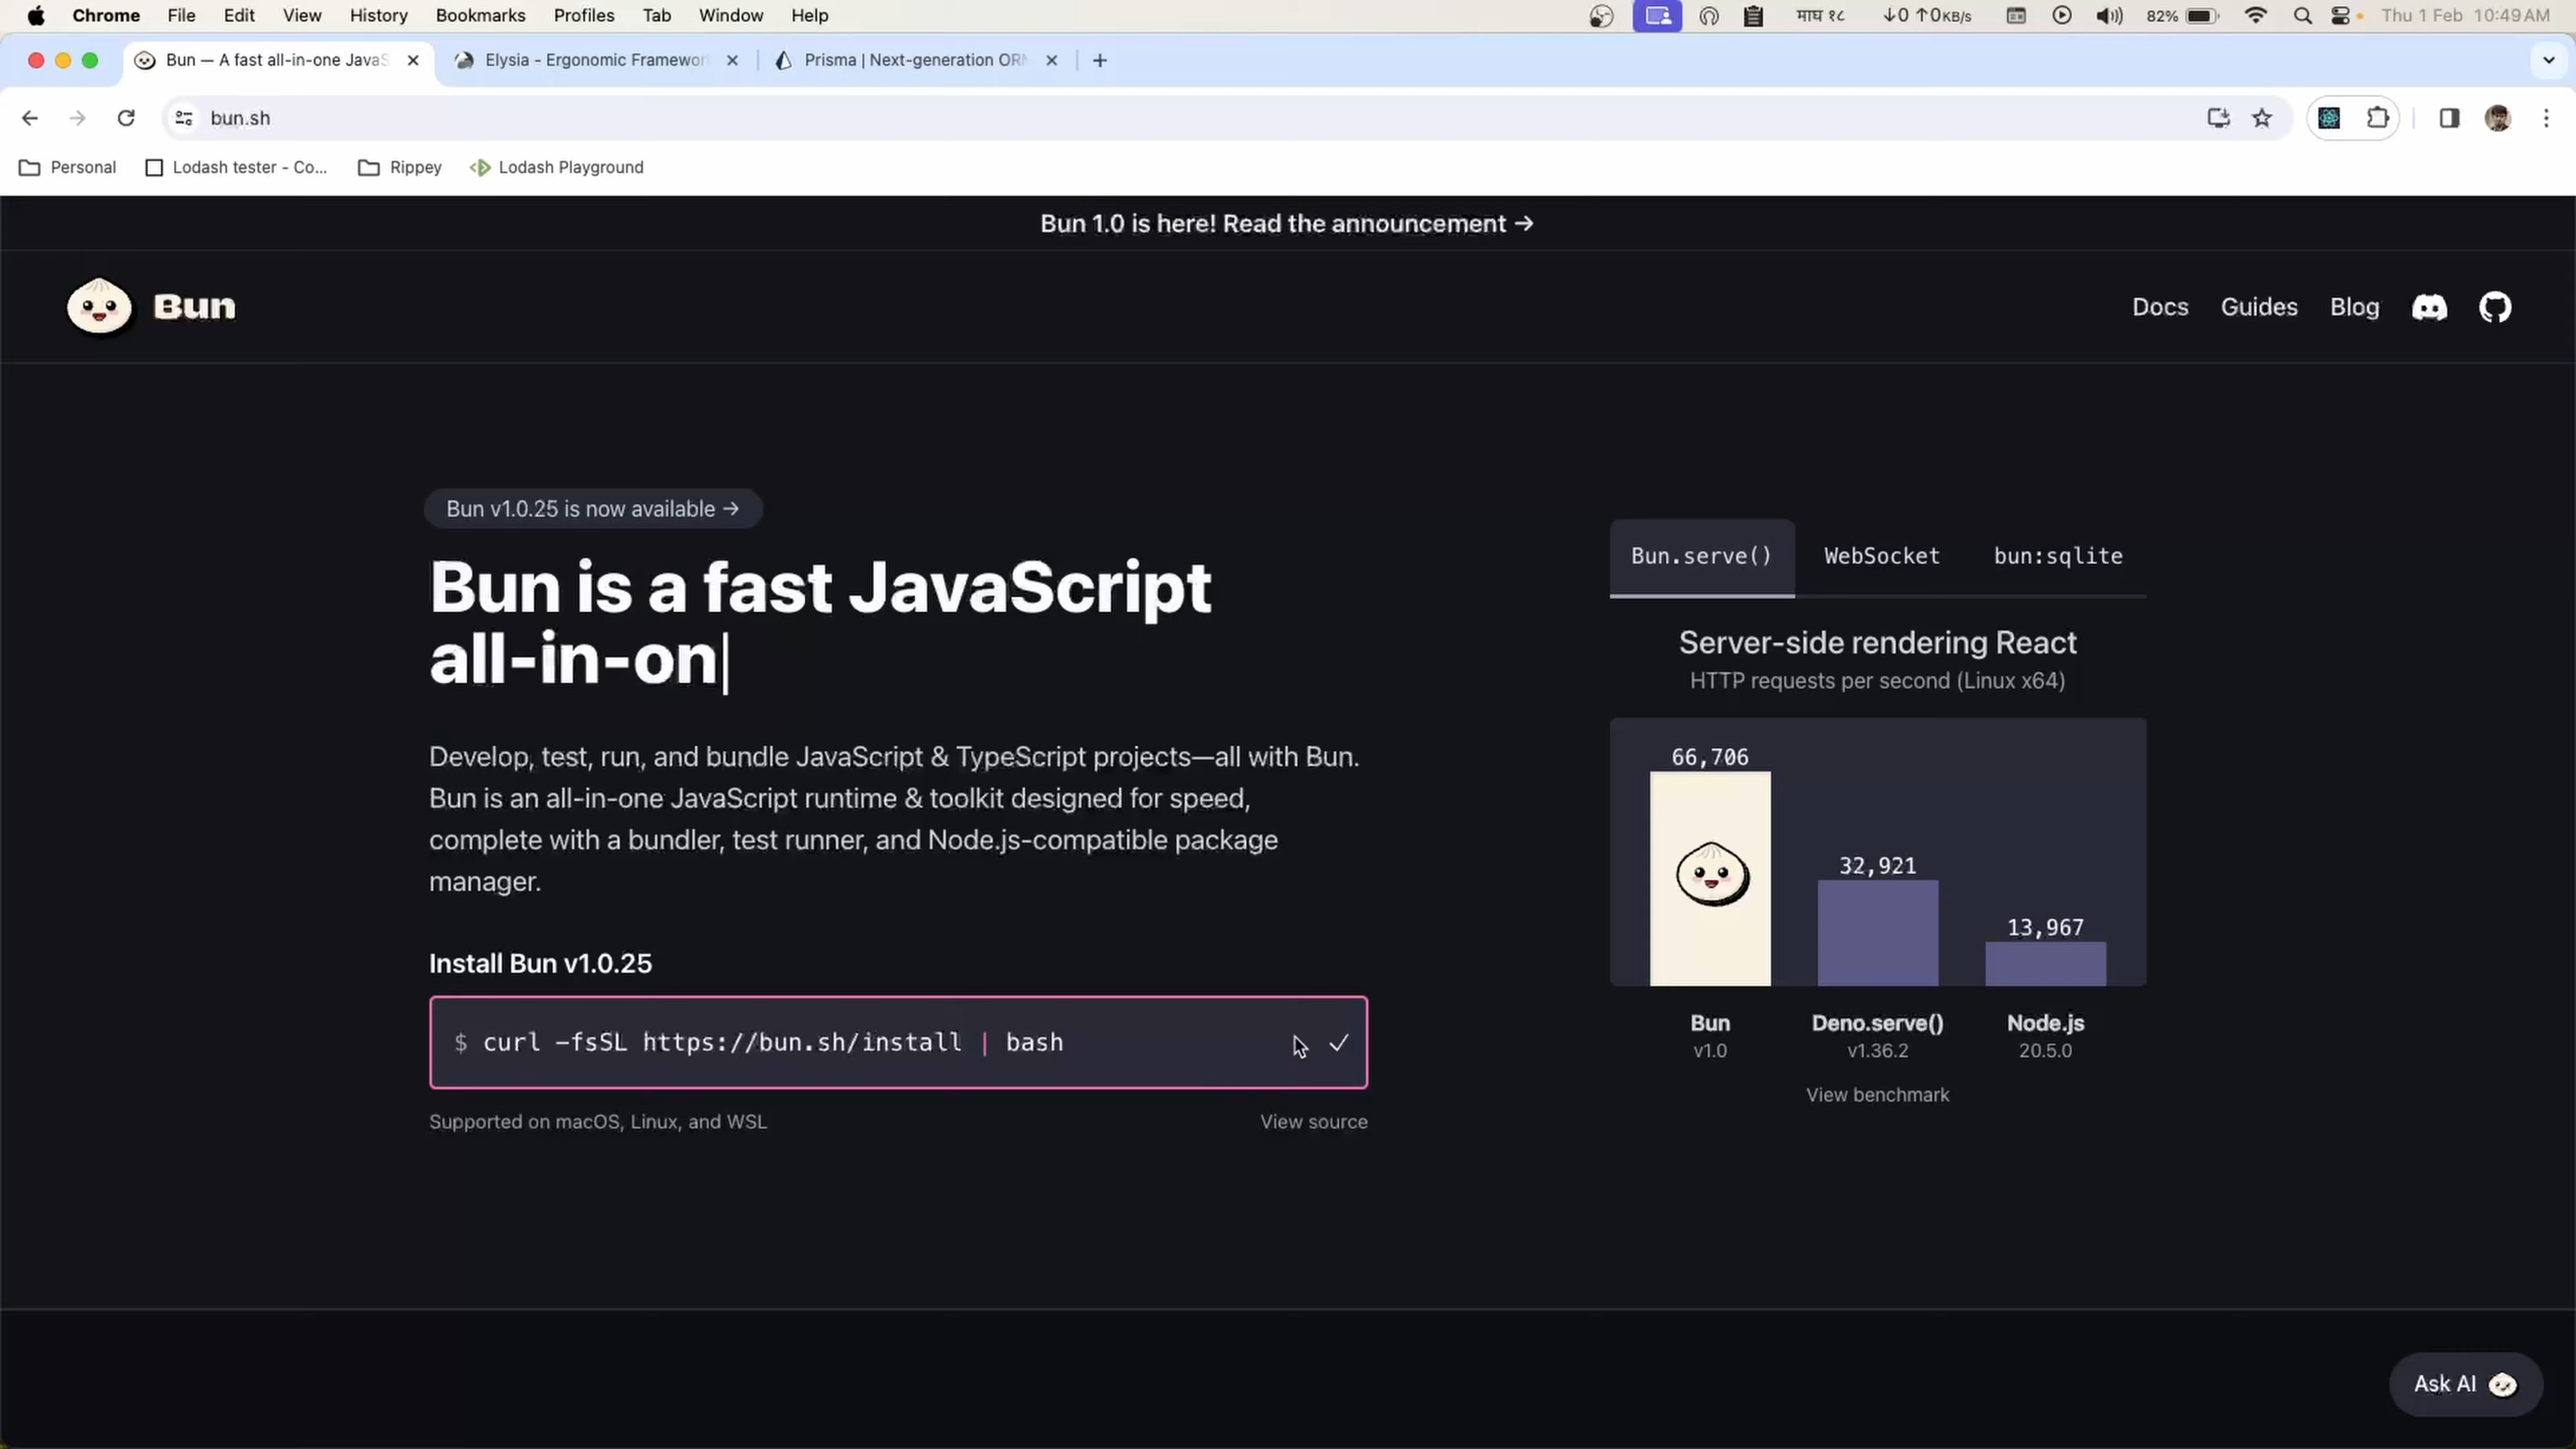 Chrome File Edit View History Bookmarks Profiles Tab Window Help
माघ १८ ↓0 ↑0KB/s 82% Thu 1 Feb 10:49 AM
Bun — A fast all-in-one JavaS
Elysia - Ergonomic Framewor
Prisma | Next-generation ORM
bun.sh
Personal
Lodash tester - Co...
Rippey
Lodash Playground
Bun 1.0 is here! Read the announcement →
Bun
Docs Guides Blog
Bun v1.0.25 is now available →
Bun is a fast JavaScript
all-in-on
Develop, test, run, and bundle JavaScript & TypeScript projects—all with Bun.
Bun is an all-in-one JavaScript runtime & toolkit designed for speed,
complete with a bundler, test runner, and Node.js-compatible package
manager.
Install Bun v1.0.25
$ curl -fsSL https://bun.sh/install | bash
Supported on macOS, Linux, and WSL
View source
Bun.serve() WebSocket bun:sqlite
Server-side rendering React
HTTP requests per second (Linux x64)
66,706
32,921
13,967
Bun Deno.serve() Node.js
v1.0 v1.36.2 20.5.0
View benchmark
Ask AI